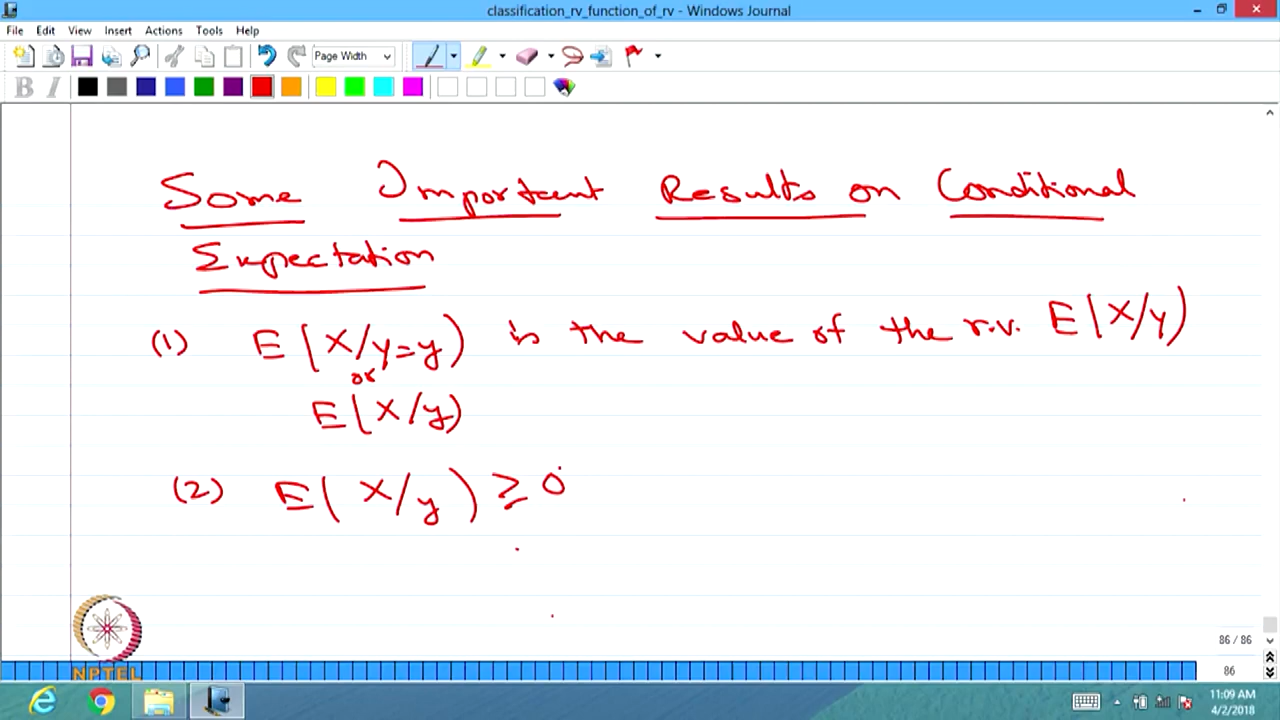 classification_rv_function_of_rv - Windows Journal
File Edit View Insert Actions Tools Help
Page Width
B I
Some Important Results on Conditional
Expectation
(1) E(X/Y=y) is the value of the r.v. E(X/Y)
or
E(X/y)
(2) E(X/y) ≥ 0
86 / 86
NPTEL
86
11:09 AM
4/2/2018